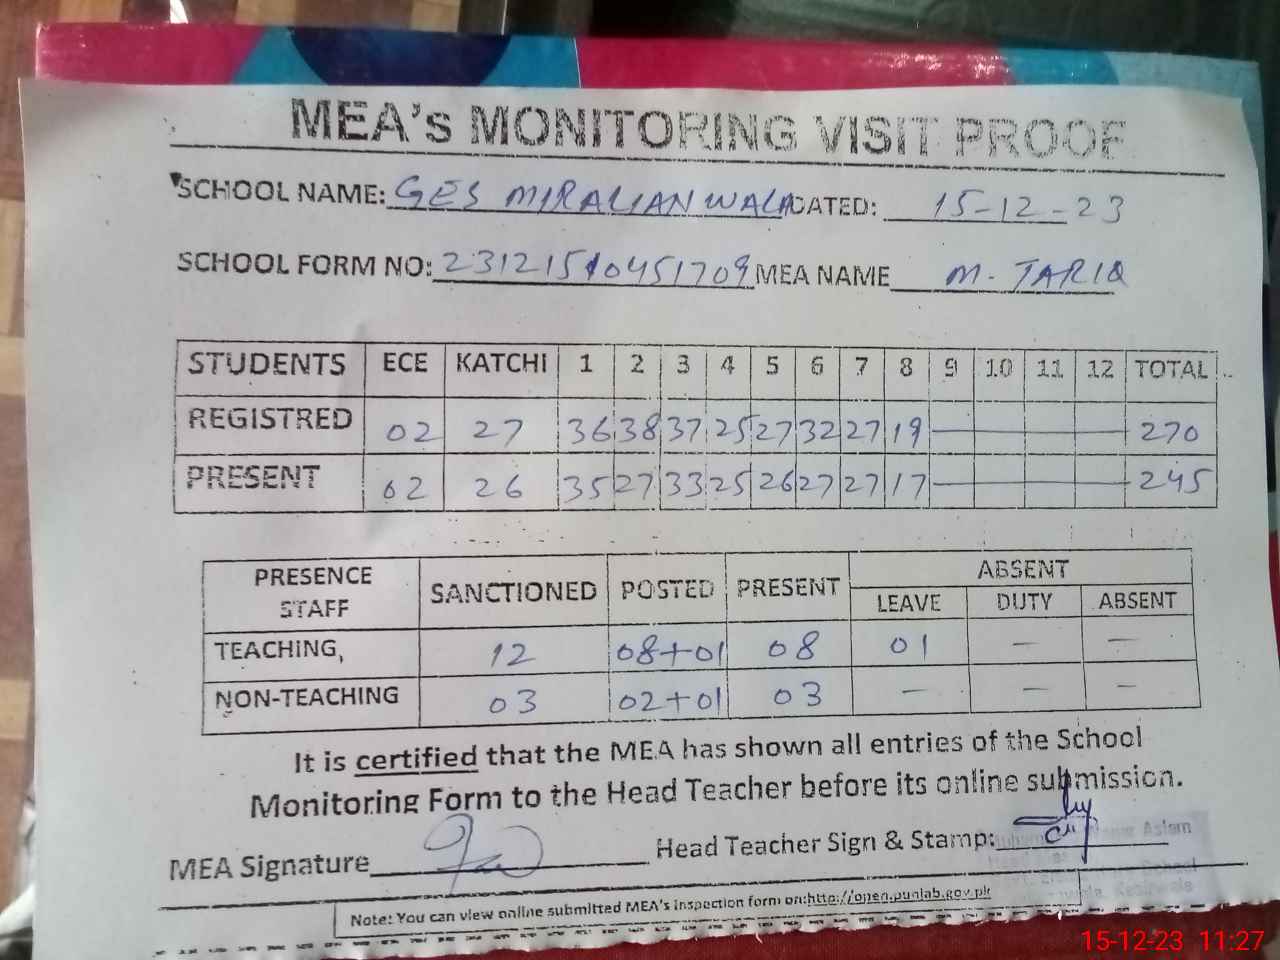 MEA's MONITORING VISIT PROOF
SCHOOL NAME: GES MIRALIANWALA DATED: 15-12-23
SCHOOL FORM NO: 23121510451709 MEA NAME M. TARIQ
STUDENTS ECE KATCHI 1 2 3 4 5 6 7 8 9 10 11 12 TOTAL
REGISTRED 02 27 36 38 37 25 27 32 27 19 — 270
PRESENT 02 26 35 27 33 25 26 27 27 17 — 245
PRESENCE STAFF SANCTIONED POSTED PRESENT ABSENT
LEAVE DUTY ABSENT
TEACHING, 12 08+01 08 01 — —
NON-TEACHING 03 02+01 03 — — —
It is certified that the MEA has shown all entries of the School
Monitoring Form to the Head Teacher before its online submission.
MEA Signature Head Teacher Sign & Stamp:
Aslam
Note: You can view online submitted MEA's inspection form on:http://open.punjab.gov.pk
15-12-23 11:27